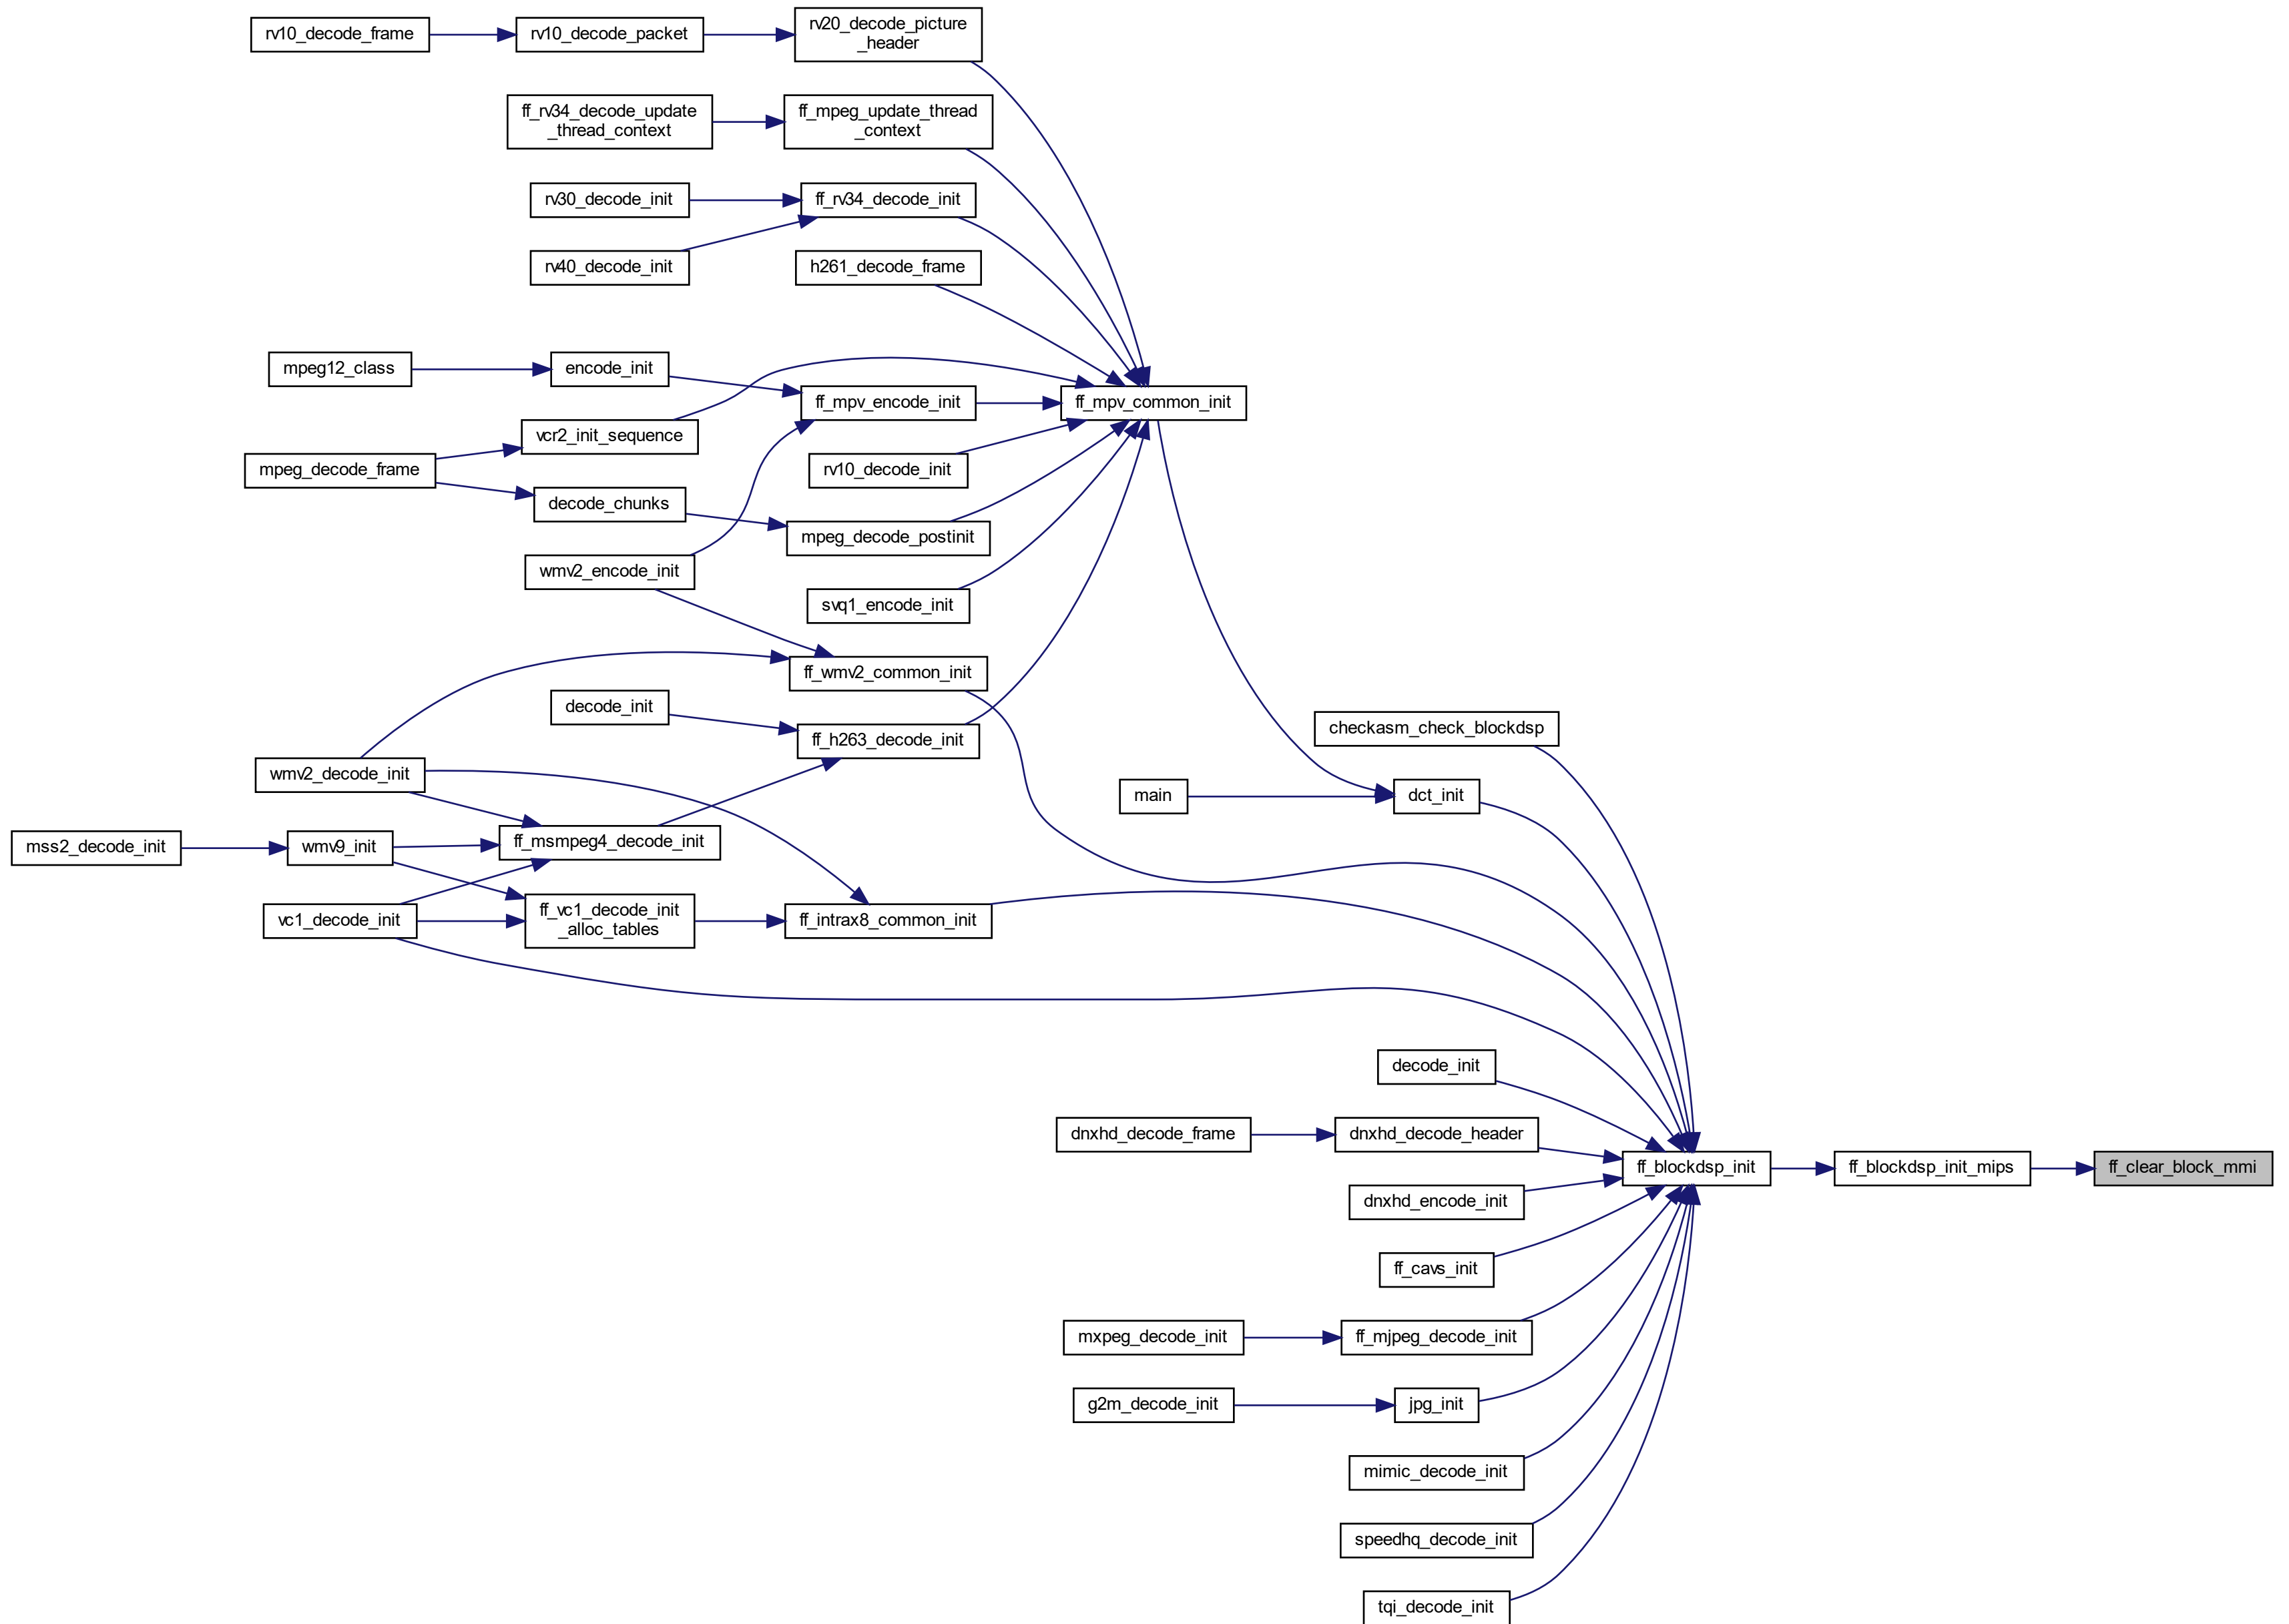 rv10_decode_frame
rv10_decode_packet
rv20_decode_picture
_header
ff_rv34_decode_update
_thread_context
ff_mpeg_update_thread
_context
rv30_decode_init
ff_rv34_decode_init
rv40_decode_init
h261_decode_frame
mpeg12_class
encode_init
ff_mpv_encode_init
ff_mpv_common_init
vcr2_init_sequence
mpeg_decode_frame
rv10_decode_init
decode_chunks
mpeg_decode_postinit
wmv2_encode_init
svq1_encode_init
ff_wmv2_common_init
decode_init
ff_h263_decode_init
checkasm_check_blockdsp
wmv2_decode_init
main
dct_init
mss2_decode_init
wmv9_init
ff_msmpeg4_decode_init
vc1_decode_init
ff_vc1_decode_init
_alloc_tables
ff_intrax8_common_init
decode_init
dnxhd_decode_frame
dnxhd_decode_header
ff_blockdsp_init
ff_blockdsp_init_mips
ff_clear_block_mmi
dnxhd_encode_init
ff_cavs_init
mxpeg_decode_init
ff_mjpeg_decode_init
g2m_decode_init
jpg_init
mimic_decode_init
speedhq_decode_init
tqi_decode_init